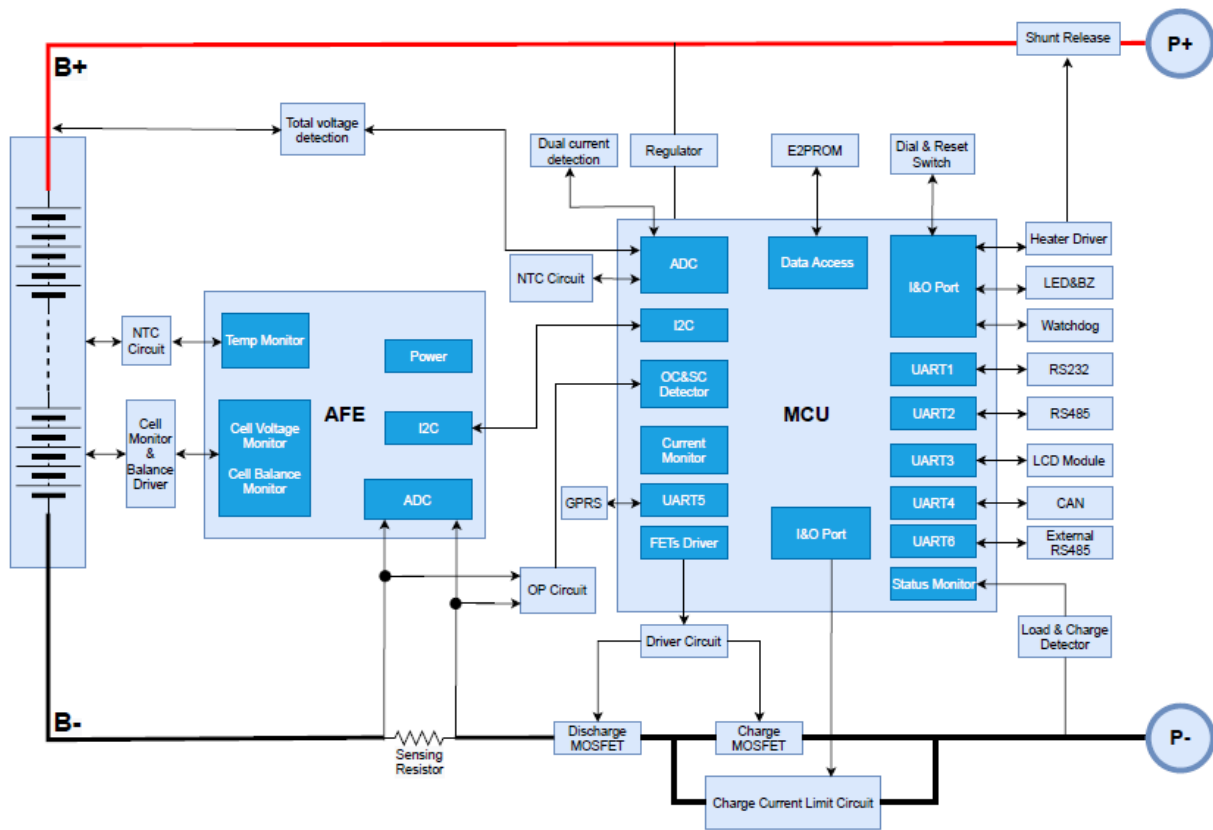 Shunt Release
P+
B+
Total voltage
detection
Dual current
detection
Regulator
E2PROM
Dial & Reset
Switch
ADC
Data Access
I&O Port
Heater Driver
NTC Circuit
LED&BZ
NTC
Circuit
Temp Monitor
Power
I2C
Watchdog
OC&SC
Detector
UART1
RS232
AFE
MCU
Cell
Monitor
&
Balance
Driver
Cell Voltage
Monitor
Cell Balance
Monitor
I2C
UART2
RS485
Current
Monitor
UART3
LCD Module
ADC
GPRS
UART5
UART4
CAN
FETs Driver
I&O Port
UART6
External
RS485
OP Circuit
Status Monitor
Driver Circuit
Load & Charge
Detector
B-
Sensing
Resistor
Discharge
MOSFET
Charge
MOSFET
P-
Charge Current Limit Circuit